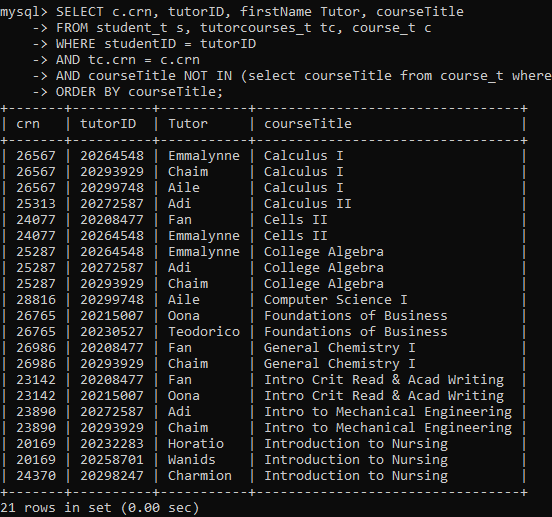 mysql> SELECT c.crn, tutorID, firstName Tutor, courseTitle
    -> FROM student_t s, tutorcourses_t tc, course_t c
    -> WHERE studentID = tutorID
    -> AND tc.crn = c.crn
    -> AND courseTitle NOT IN (select courseTitle from course_t where
    -> ORDER BY courseTitle;
+-------+----------+-----------+--------------------------------+
| crn   | tutorID  | Tutor     | courseTitle                    |
+-------+----------+-----------+--------------------------------+
| 26567 | 20264548 | Emmalynne | Calculus I                     |
| 26567 | 20293929 | Chaim     | Calculus I                     |
| 26567 | 20299748 | Aile      | Calculus I                     |
| 25313 | 20272587 | Adi       | Calculus II                    |
| 24077 | 20208477 | Fan       | Cells II                       |
| 24077 | 20264548 | Emmalynne | Cells II                       |
| 25287 | 20264548 | Emmalynne | College Algebra                |
| 25287 | 20272587 | Adi       | College Algebra                |
| 25287 | 20293929 | Chaim     | College Algebra                |
| 28816 | 20299748 | Aile      | Computer Science I             |
| 26765 | 20215007 | Oona      | Foundations of Business        |
| 26765 | 20230527 | Teodorico | Foundations of Business        |
| 26986 | 20208477 | Fan       | General Chemistry I            |
| 26986 | 20293929 | Chaim     | General Chemistry I            |
| 23142 | 20208477 | Fan       | Intro Crit Read & Acad Writing |
| 23142 | 20215007 | Oona      | Intro Crit Read & Acad Writing |
| 23890 | 20272587 | Adi       | Intro to Mechanical Engineering |
| 23890 | 20293929 | Chaim     | Intro to Mechanical Engineering |
| 20169 | 20232283 | Horatio   | Introduction to Nursing        |
| 20169 | 20258701 | Wanids    | Introduction to Nursing        |
| 24370 | 20298247 | Charmion  | Introduction to Nursing        |
+-------+----------+-----------+--------------------------------+
21 rows in set (0.00 sec)